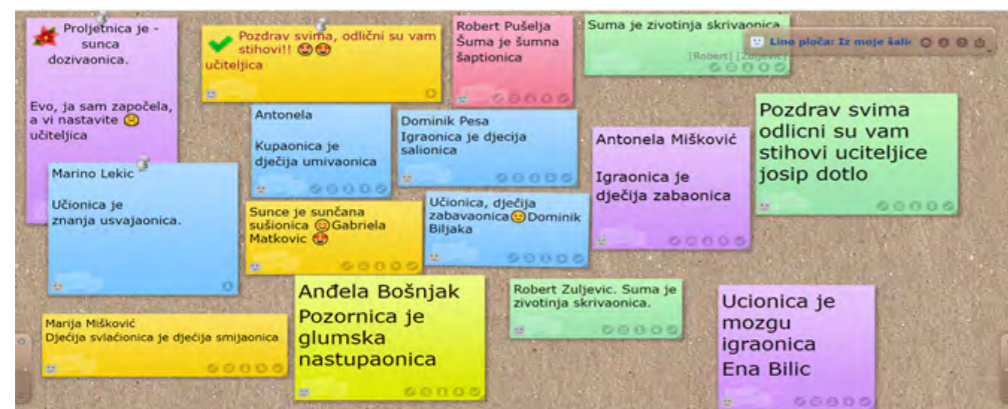 Proljetnica je -
sunca
dozivaonica.
Evo, ja sam započela,
a vi nastavite
učiteljica
Pozdrav svima, odlični su vam
stihovi!!
učiteljica
Robert Pušelja
Šuma je šumna
šaptionica
Suma je zivotinja skrivaonica
[Robert] [Zuljevic]
Lino ploča: Iz moje šali
Antonela
Kupaonica je
dječija umivaonica
Dominik Pesa
Igraonica je djecija
salionica
Antonela Mišković
Igraonica je
dječija zabaonica
Pozdrav svima
odlicni su vam
stihovi uciteljice
josip dotlo
Marino Lekic
Učionica je
znanja usvajaonica.
Sunce je sunčana
sušionica Gabriela
Matkovic
Učionica, dječija
zabavaonica Dominik
Biljaka
Marija Mišković
Dječija svlaćionica je dječija smijaonica
Anđela Bošnjak
Pozornica je
glumska
nastupaonica
Robert Zuljevic. Suma je
zivotinja skrivaonica.
Ucionica je
mozgu
igraonica
Ena Bilic